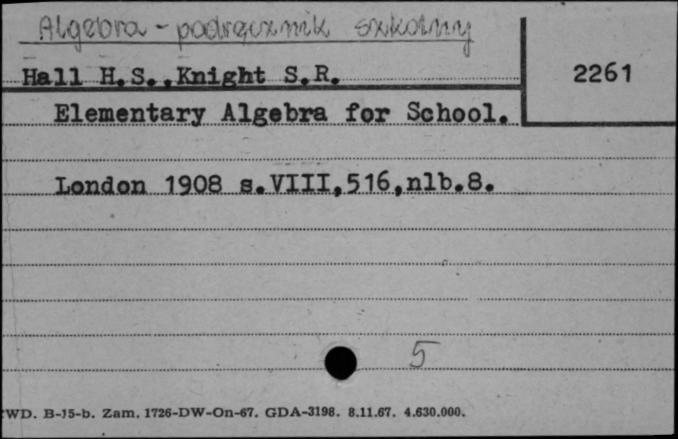 Algebra - podręcznik szkolny
Hall H.S.,Knight S.R.
2261
Elementary Algebra for School.
London 1908 s.VIII,516,nlb.8.
5
WD. B-15-b. Zam. 1726-DW-On-67. GDA-3198. 8.11.67. 4.630.000.